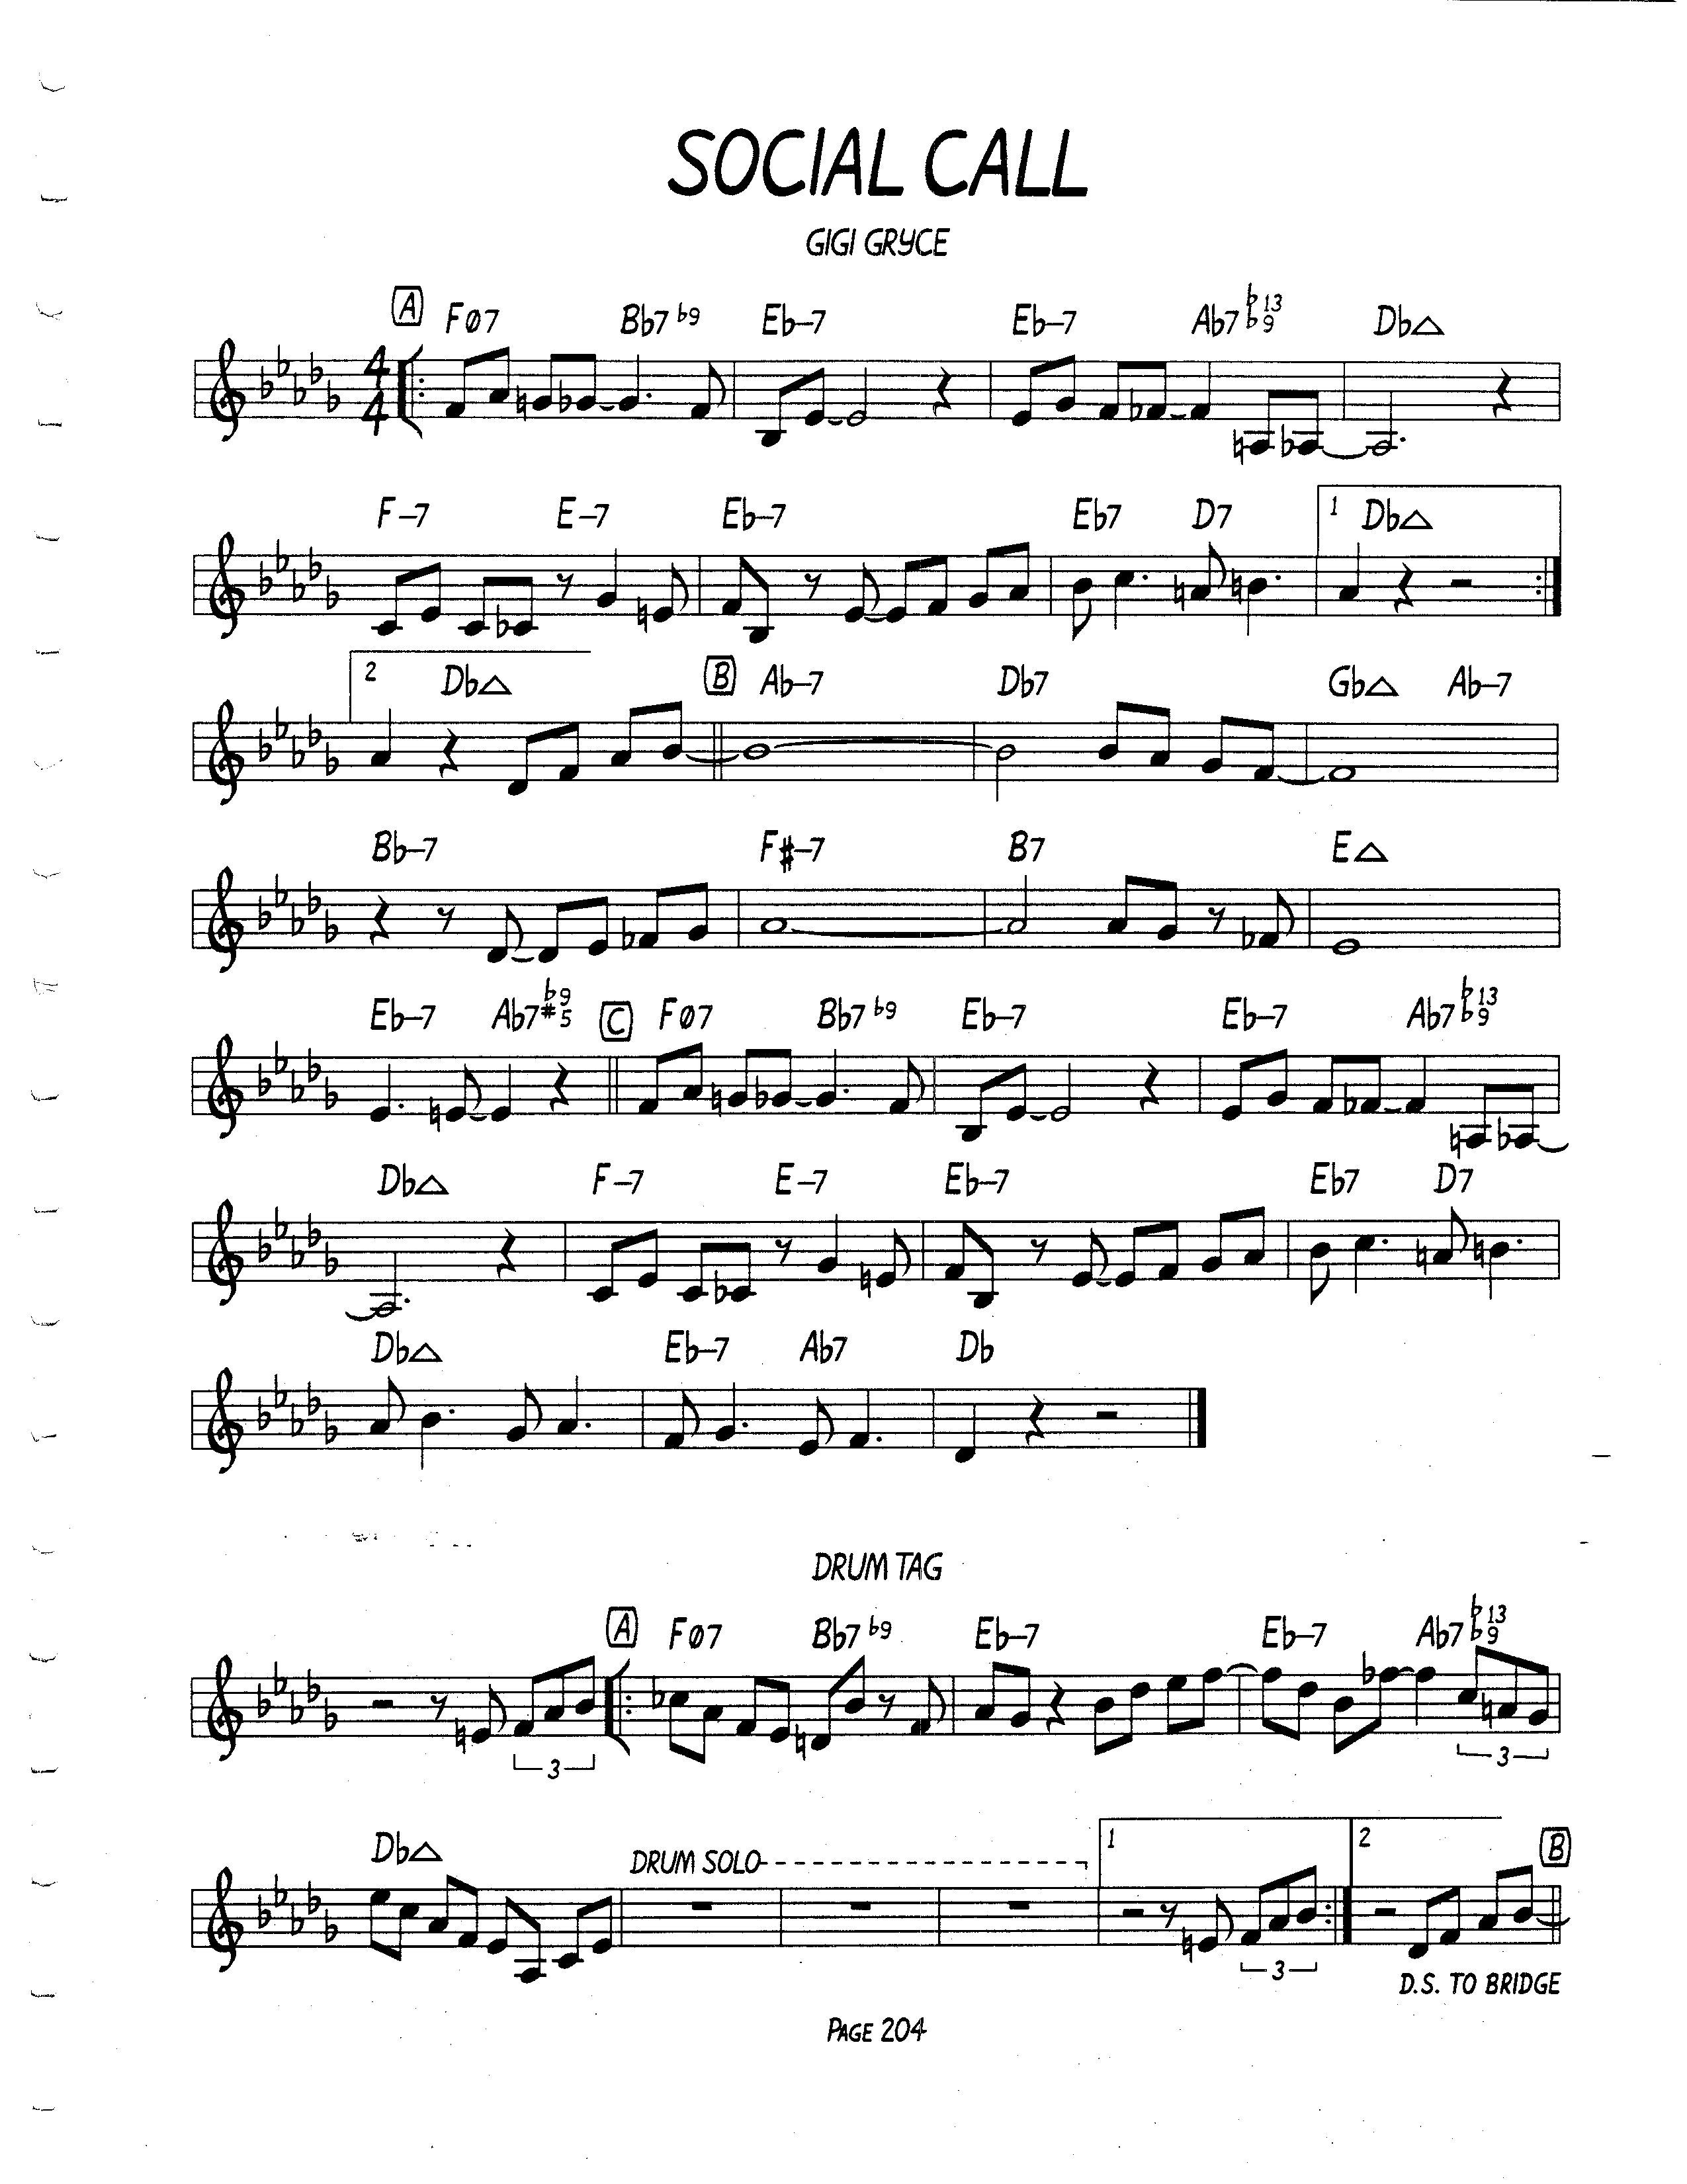 SOCIAL CALL
GIGI GRYCE
A Fø7 Bb7 b9 Eb-7 Eb-7 Ab7 b13 b9 Db△
4 4
F-7 E-7 Eb-7 Eb7 D7 1 Db△
2 Db△ B Ab-7 Db7 Gb△ Ab-7
Bb-7 F#-7 B7 E△
Eb-7 Ab7 b9 #5 C Fø7 Bb7 b9 Eb-7 Eb-7 Ab7 b13 b9
Db△ F-7 E-7 Eb-7 Eb7 D7
Db△ Eb-7 Ab7 Db
DRUM TAG
A Fø7 Bb7 b9 Eb-7 Eb-7 Ab7 b13 b9
3 3
Db△ DRUM SOLO 1 2 B
3
D.S. TO BRIDGE
PAGE 204